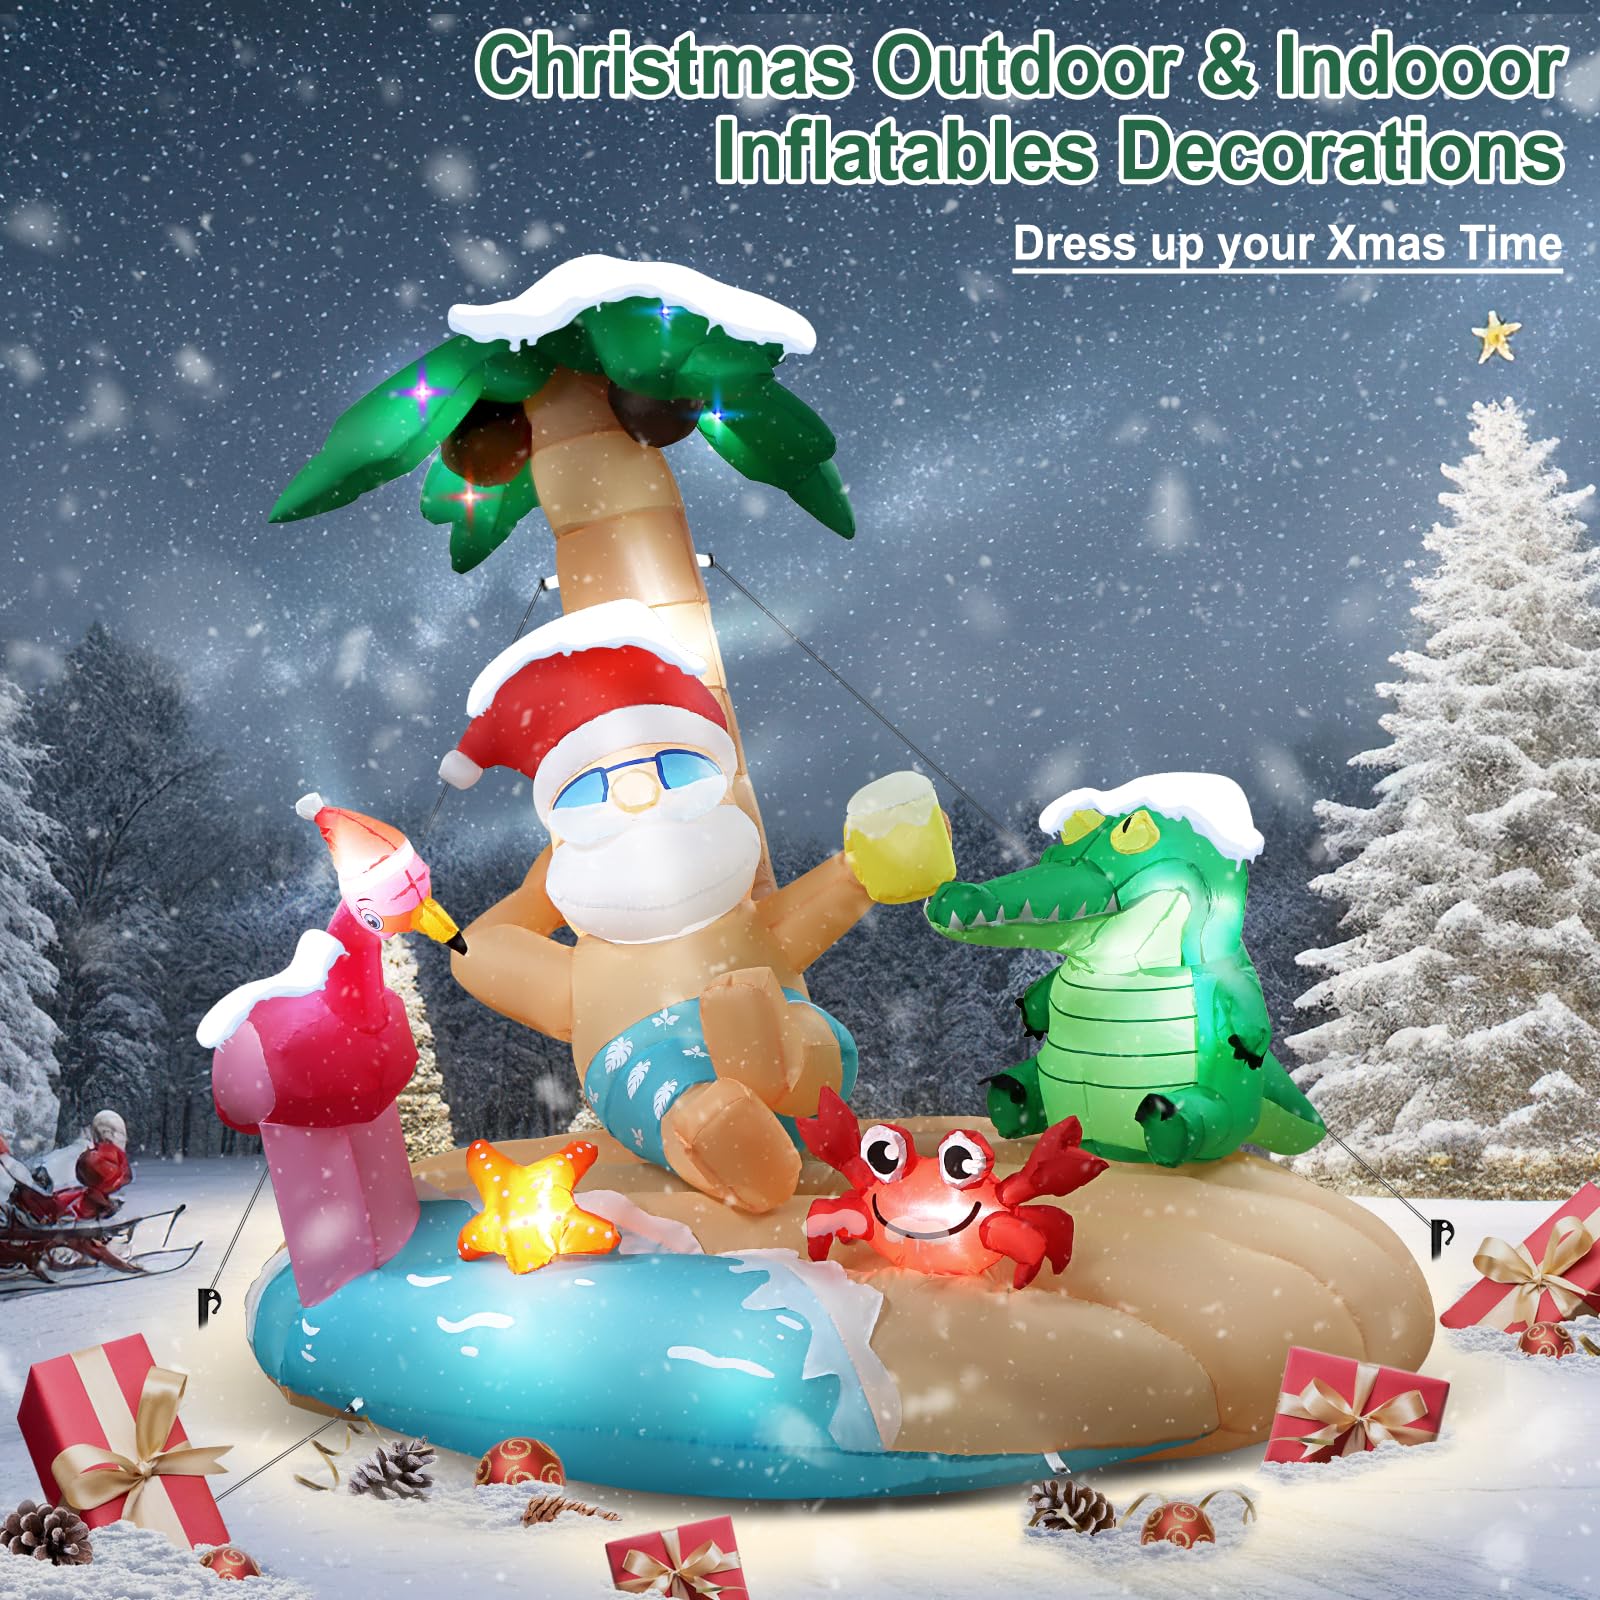 Christmas Outdoor & Indooor
Inflatables Decorations
Dress up your Xmas Time